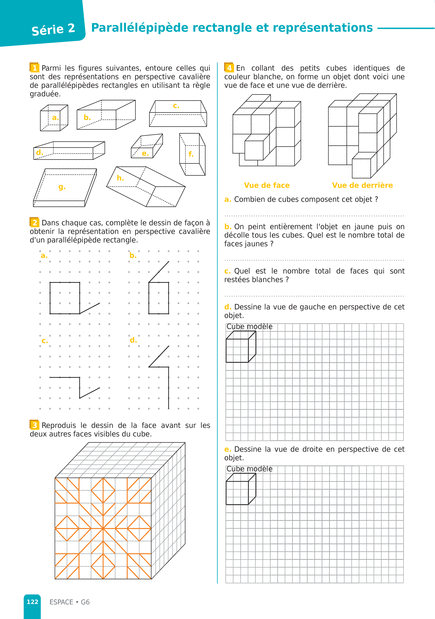 Série 2
Parallélépipède rectangle et représentations
1 Parmi les figures suivantes, entoure celles qui
sont des représentations en perspective cavalière
de parallélépipèdes rectangles en utilisant ta règle
graduée.
a.
b.
c.
d.
e.
f.
g.
h.
2 Dans chaque cas, complète le dessin de façon à
obtenir la représentation en perspective cavalière
d'un parallélépipède rectangle.
a.
b.
c.
d.
3 Reproduis le dessin de la face avant sur les
deux autres faces visibles du cube.
4 En collant des petits cubes identiques de
couleur blanche, on forme un objet dont voici une
vue de face et une vue de derrière.
Vue de face
Vue de derrière
a. Combien de cubes composent cet objet ?
b. On peint entièrement l'objet en jaune puis on
décolle tous les cubes. Quel est le nombre total de
faces jaunes ?
c. Quel est le nombre total de faces qui sont
restées blanches ?
d. Dessine la vue de gauche en perspective de cet
objet.
Cube modèle
e. Dessine la vue de droite en perspective de cet
objet.
Cube modèle
122
ESPACE • G6